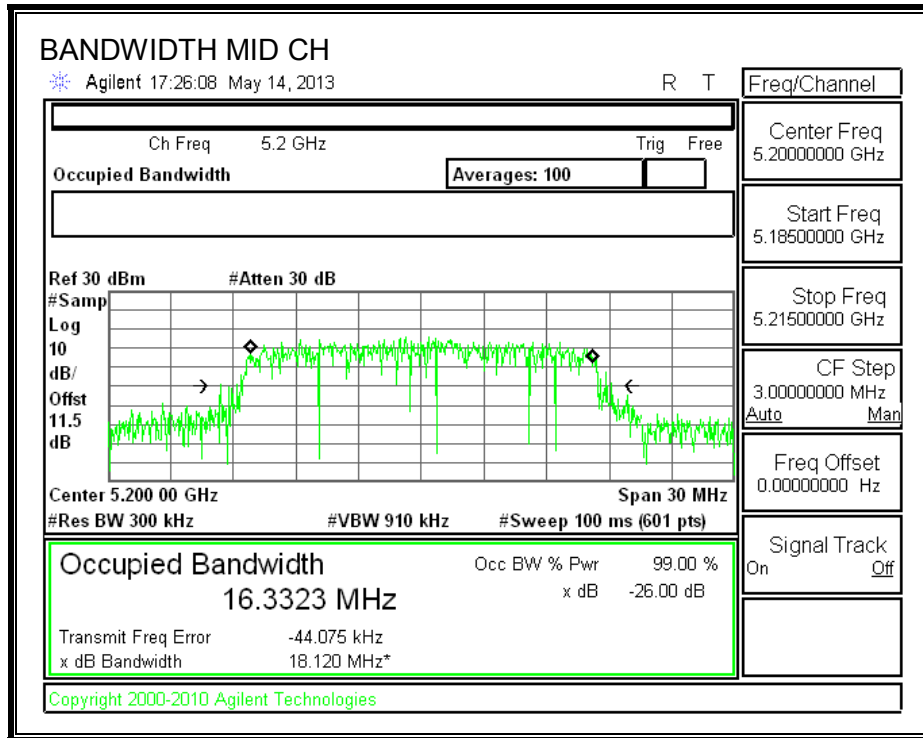 BANDWIDTH MID CH
Agilent 17:26:08 May 14, 2013 R T
Freq/Channel
Ch Freq 5.2 GHz Trig Free
Occupied Bandwidth Averages: 100
Center Freq
5.20000000 GHz
Start Freq
5.18500000 GHz
Stop Freq
5.21500000 GHz
CF Step
3.00000000 MHz
Auto Man
Freq Offset
0.00000000 Hz
Signal Track
On Off
Ref 30 dBm #Atten 30 dB
#Samp
Log
10
dB/
Offst
11.5
dB
Center 5.200 00 GHz Span 30 MHz
#Res BW 300 kHz #VBW 910 kHz #Sweep 100 ms (601 pts)
Occupied Bandwidth Occ BW % Pwr 99.00 %
16.3323 MHz x dB -26.00 dB
Transmit Freq Error -44.075 kHz
x dB Bandwidth 18.120 MHz*
Copyright 2000-2010 Agilent Technologies